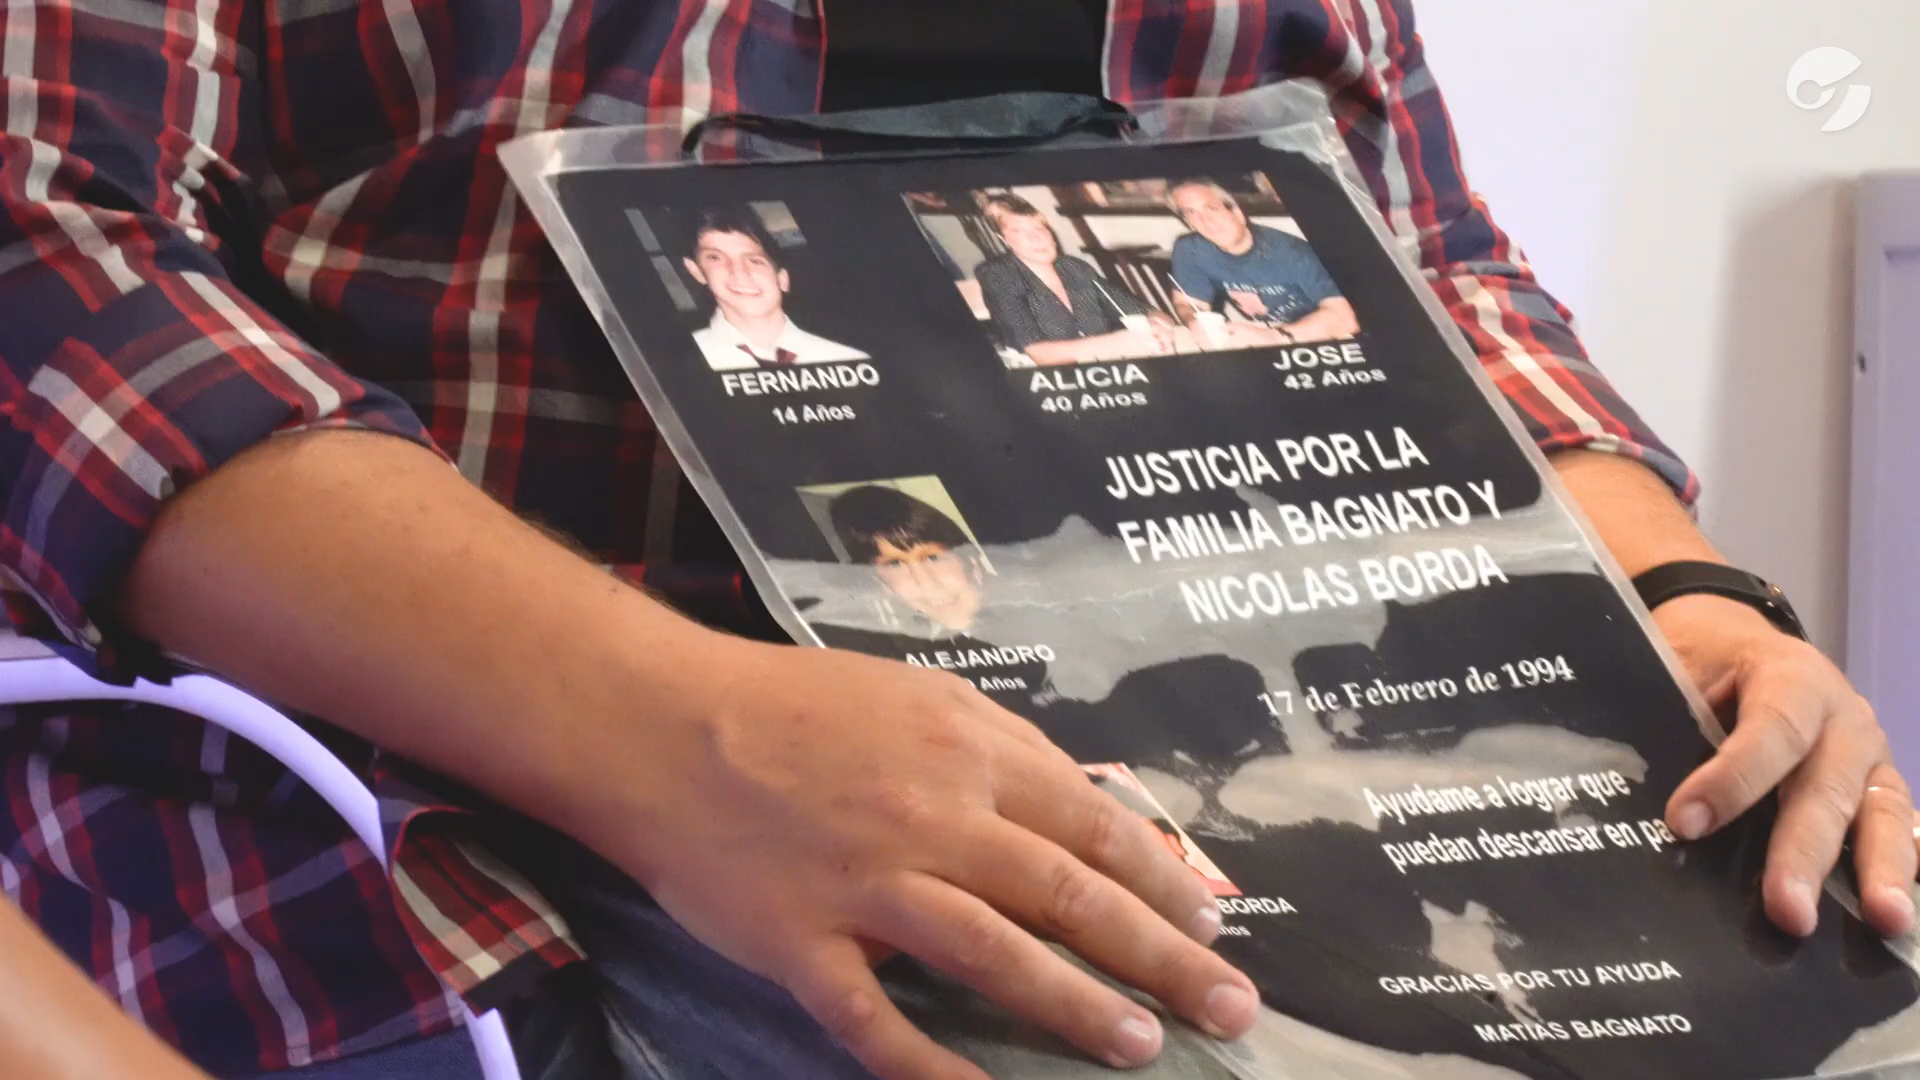 FERNANDO
14 Años
ALICIA
40 Años
JOSE
42 Años
JUSTICIA POR LA
FAMILIA BAGNATO Y
NICOLAS BORDA
ALEJANDRO
Años
17 de Febrero de 1994
Ayudame a lograr que
puedan descansar en
BORDA
GRACIAS POR TU AYUDA
MATIAS BAGNATO